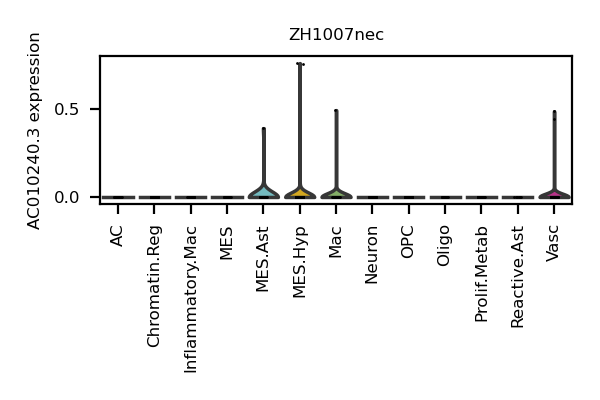 ZH1007nec
AC010240.3 expression
0.5
0.0
AC
Chromatin.Reg
Inflammatory.Mac
MES
MES.Ast
MES.Hyp
Mac
Neuron
OPC
Oligo
Prolif.Metab
Reactive.Ast
Vasc